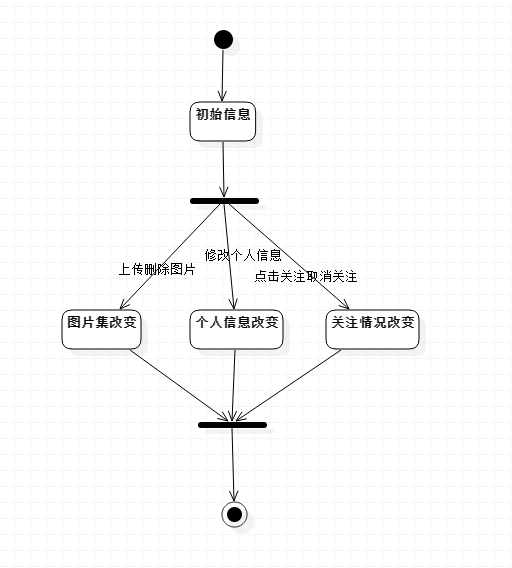 初始信息
修改个人信息
上传删除图片
点击关注取消关注
图片集改变
个人信息改变
关注情况改变